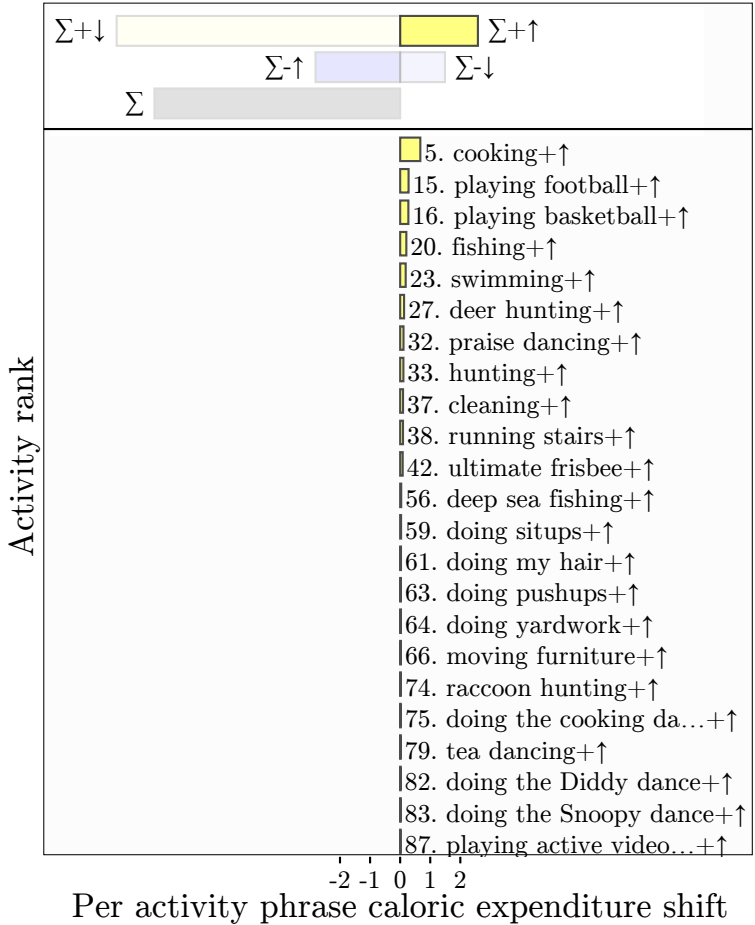 ∑+↓
∑+↑
∑-↑
∑-↓
∑
5. cooking+↑
15. playing football+↑
16. playing basketball+↑
20. fishing+↑
23. swimming+↑
27. deer hunting+↑
32. praise dancing+↑
33. hunting+↑
37. cleaning+↑
38. running stairs+↑
42. ultimate frisbee+↑
56. deep sea fishing+↑
59. doing situps+↑
61. doing my hair+↑
63. doing pushups+↑
64. doing yardwork+↑
66. moving furniture+↑
74. raccoon hunting+↑
75. doing the cooking da…+↑
79. tea dancing+↑
82. doing the Diddy dance+↑
83. doing the Snoopy dance+↑
87. playing active video…+↑
Activity rank
-2 -1 0 1 2
Per activity phrase caloric expenditure shift